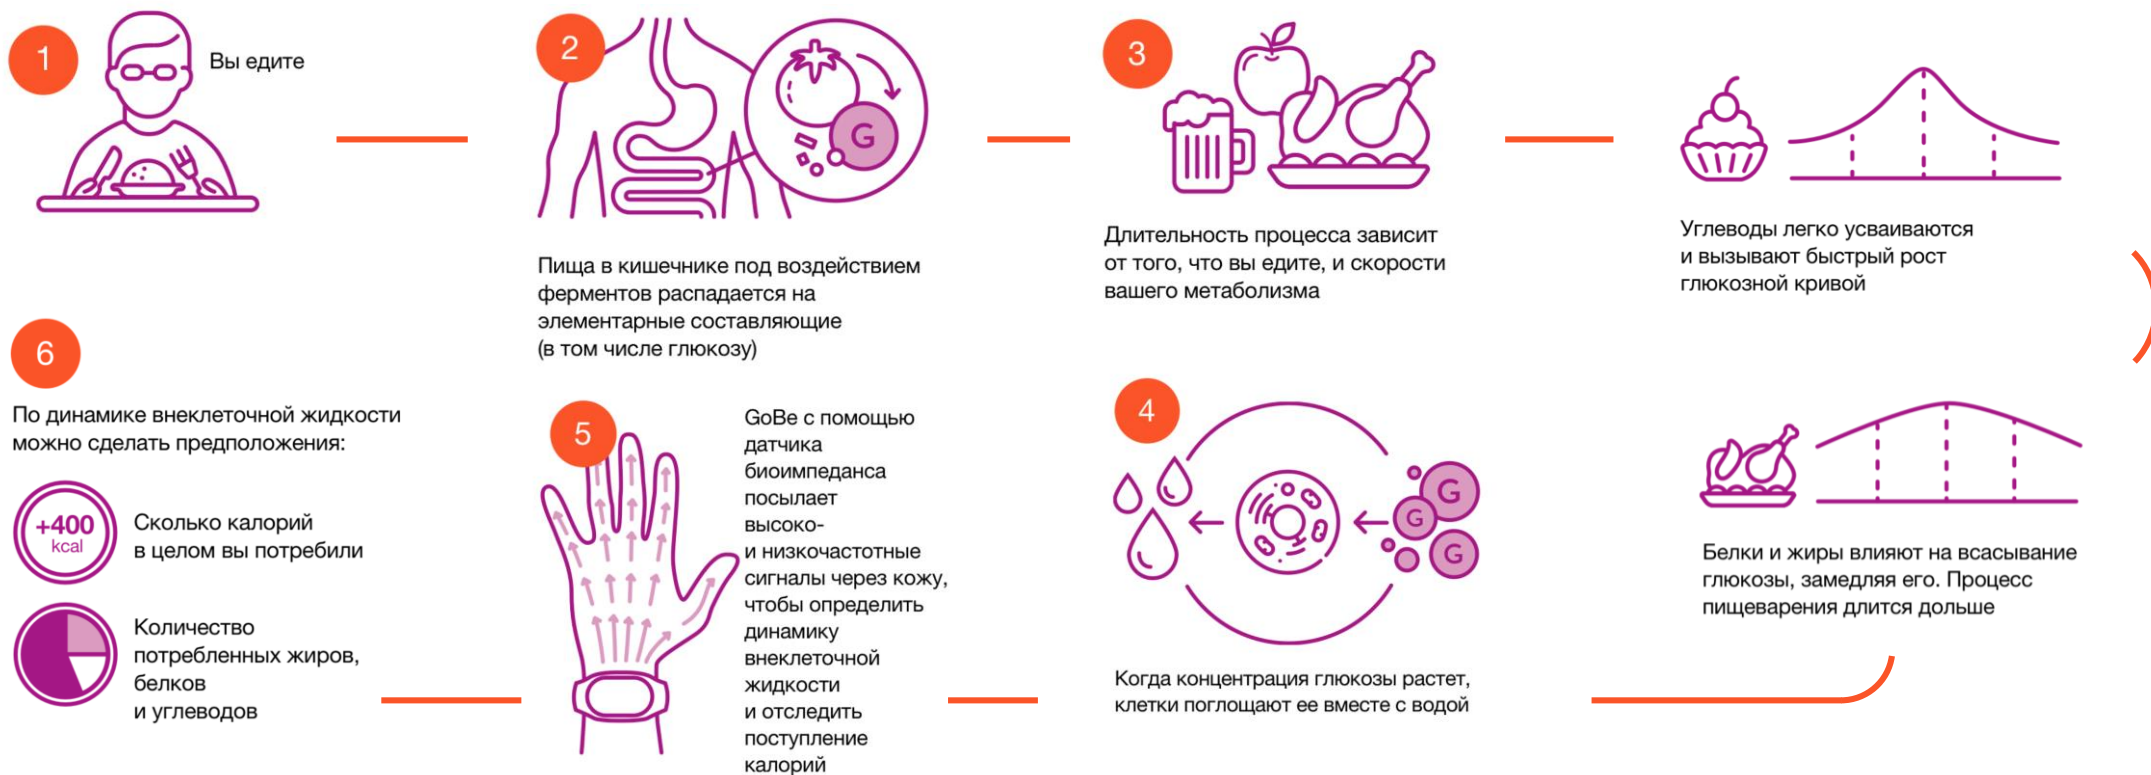 1
Вы едите
2
G
Пища в кишечнике под воздействием
ферментов распадается на
элементарные составляющие
(в том числе глюкозу)
3
Длительность процесса зависит
от того, что вы едите, и скорости
вашего метаболизма
Углеводы легко усваиваются
и вызывают быстрый рост
глюкозной кривой
Белки и жиры влияют на всасывание
глюкозы, замедляя его. Процесс
пищеварения длится дольше
4
G
G
G
Когда концентрация глюкозы растет,
клетки поглощают ее вместе с водой
5
GoBe с помощью
датчика
биоимпеданса
посылает
высоко-
и низкочастотные
сигналы через кожу,
чтобы определить
динамику
внеклеточной
жидкости
и отследить
поступление
калорий
6
По динамике внеклеточной жидкости
можно сделать предположения:
+400
kcal
Сколько калорий
в целом вы потребили
Количество
потребленных жиров,
белков
и углеводов